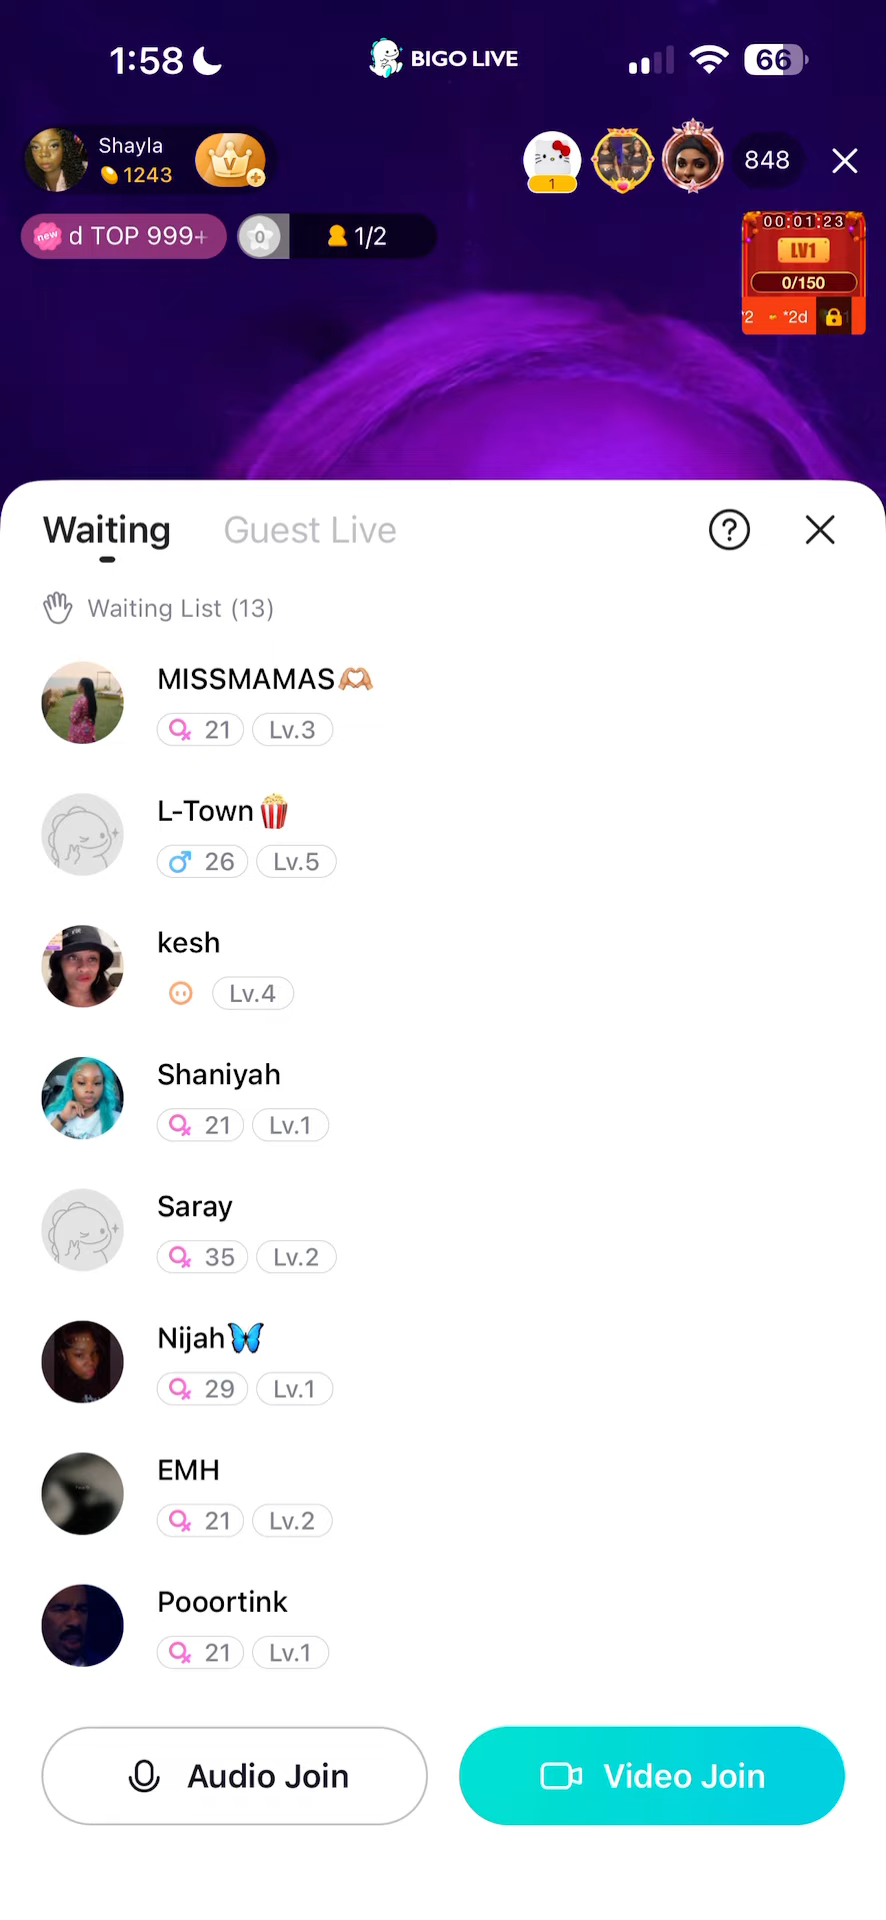 1:58
BIGO LIVE
66
Shayla
1243
V
1
848
new
d TOP 999+
0
1/2
00:01:23
LV1
0/150
*2d
Waiting
Guest Live
Waiting List (13)
MISSMAMAS🫶🏼
21 Lv.3
L-Town🍿
26 Lv.5
kesh
Lv.4
Shaniyah
21 Lv.1
Saray
35 Lv.2
Nijah🦋
29 Lv.1
EMH
21 Lv.2
Pooortink
21 Lv.1
Audio Join
Video Join